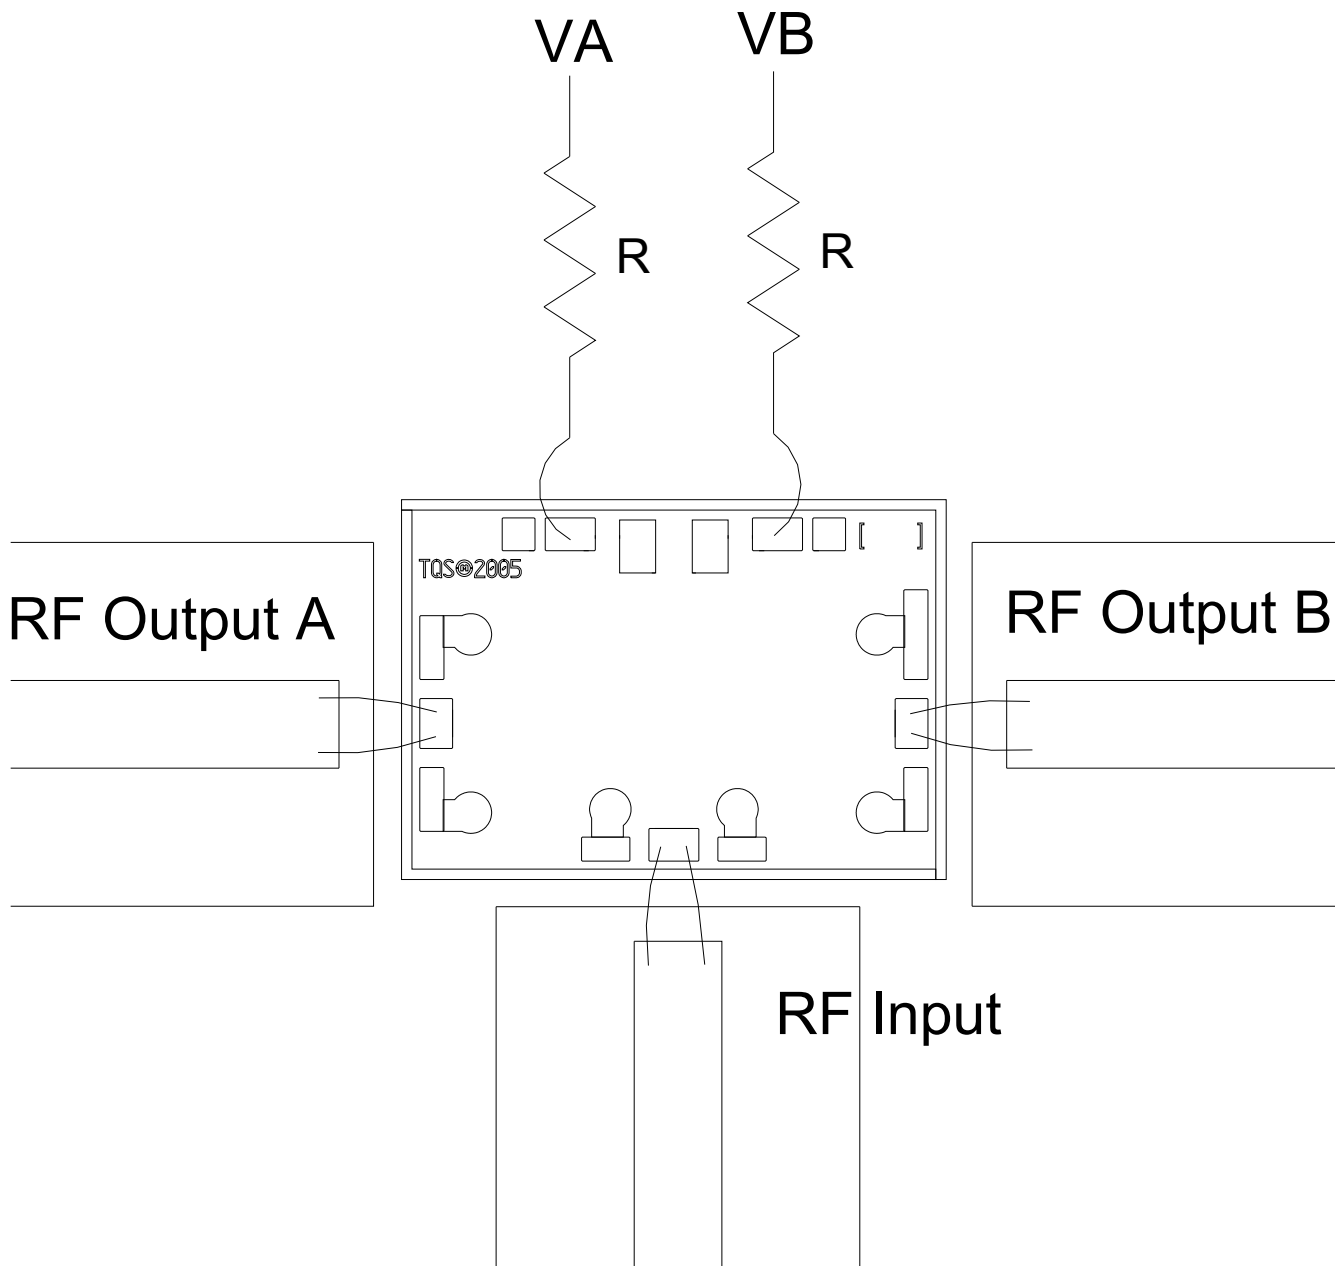 VA VB
R R
TQS©2005 [ ]
RF Output A RF Output B
RF Input